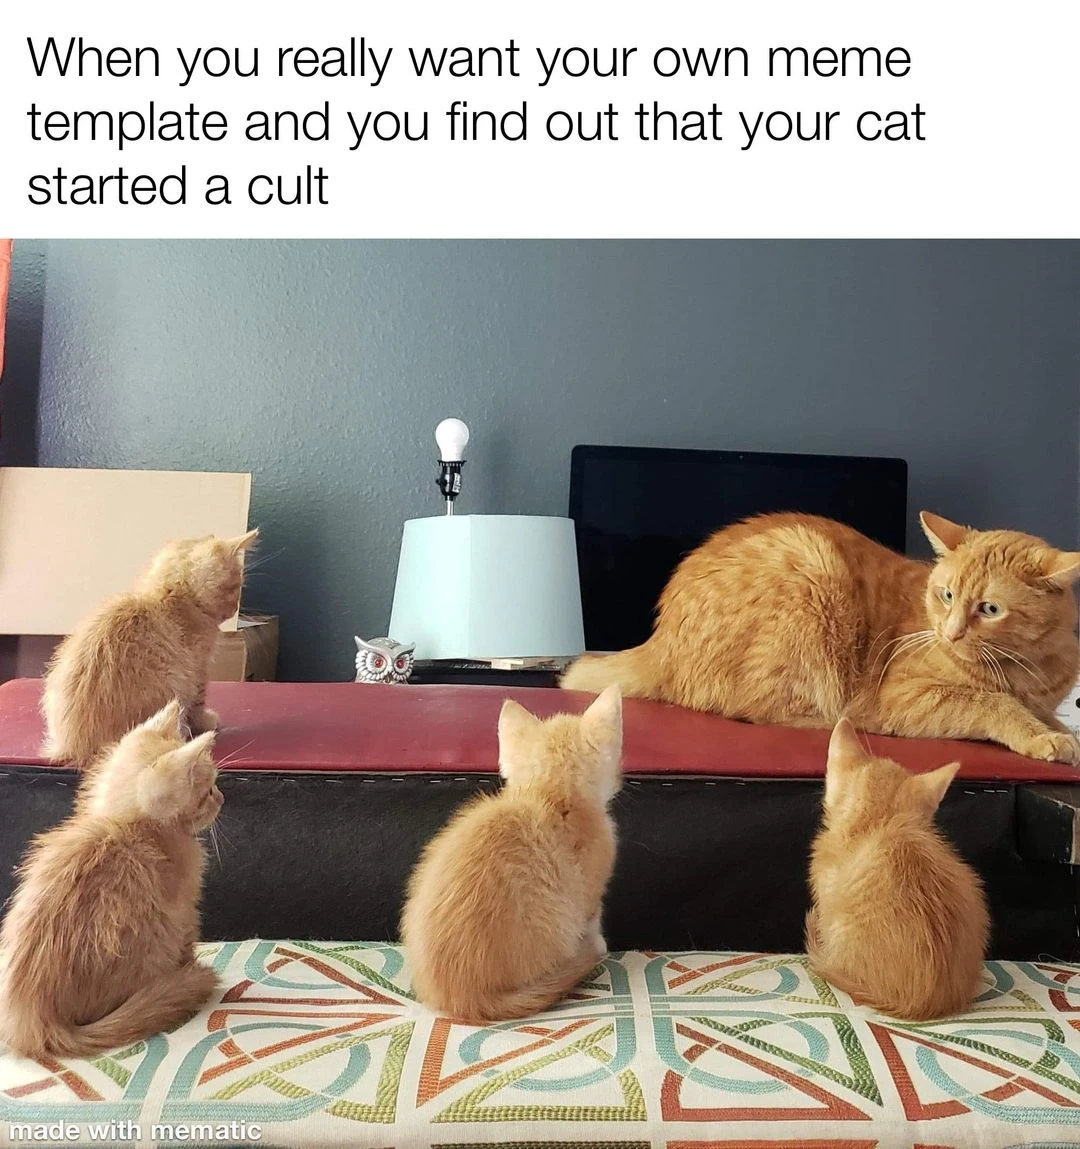 When you really want your own meme
template and you find out that your cat
started a cult
made with mematic